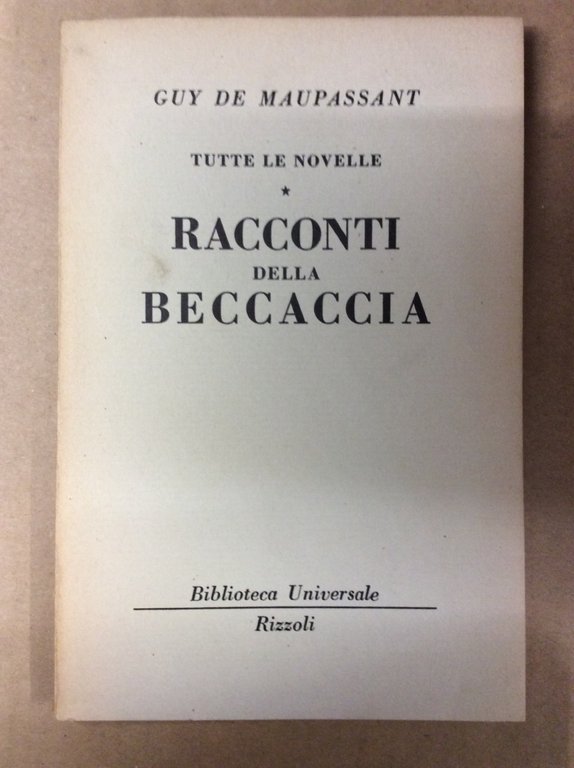 GUY DE MAUPASSANT
TUTTE LE NOVELLE
★
RACCONTI
DELLA
BECCACCIA
Biblioteca Universale
Rizzoli